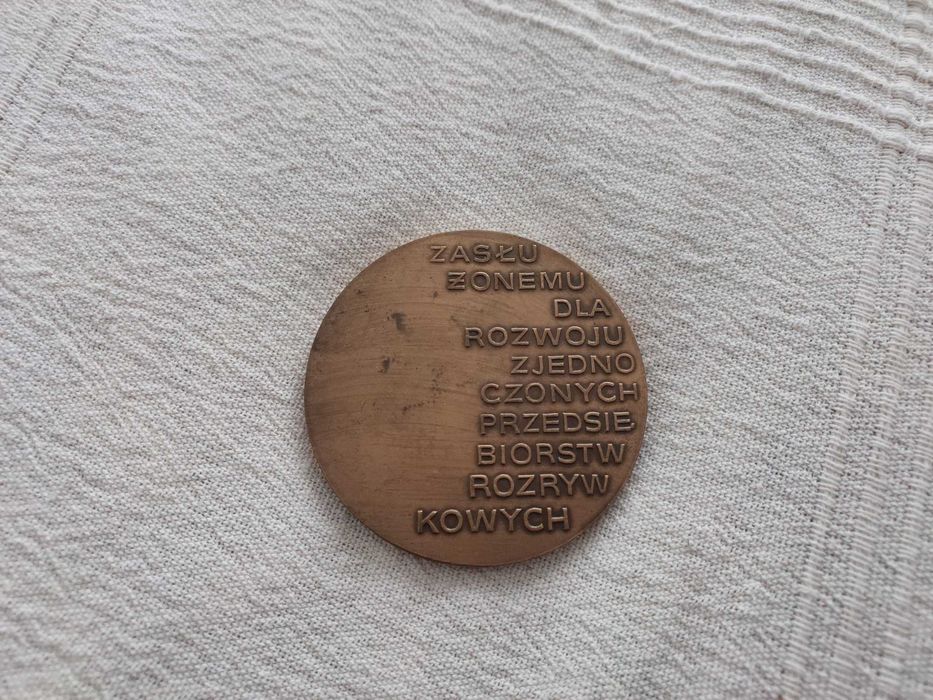 ZASŁU
ŻONEMU
DLA
ROZWOJU
ZJEDNO
CZONYCH
PRZEDSIĘ
BIORSTW
ROZRYW
KOWYCH